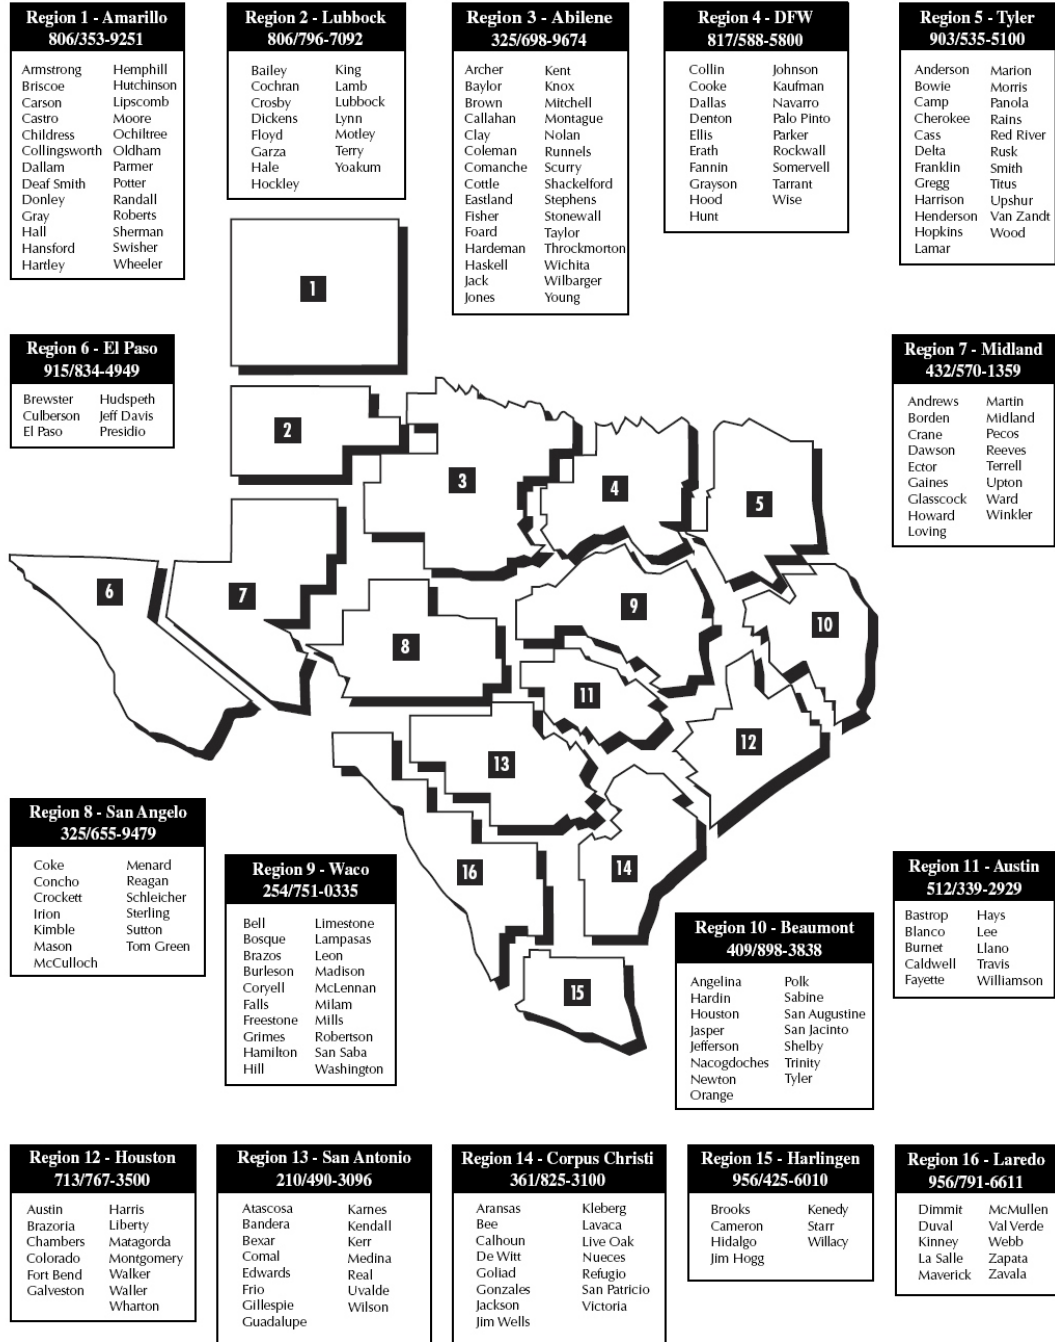 Region 1 - Amarillo
806/353-9251
Armstrong Hemphill
Briscoe Hutchinson
Carson Lipscomb
Castro Moore
Childress Ochiltree
Collingsworth Oldham
Dallam Parmer
Deaf Smith Potter
Donley Randall
Gray Roberts
Hall Sherman
Hansford Swisher
Hartley Wheeler
Region 2 - Lubbock
806/796-7092
Bailey King
Cochran Lamb
Crosby Lubbock
Dickens Lynn
Floyd Motley
Garza Terry
Hale Yoakum
Hockley
Region 3 - Abilene
325/698-9674
Archer Kent
Baylor Knox
Brown Mitchell
Callahan Montague
Clay Nolan
Coleman Runnels
Comanche Scurry
Cottle Shackelford
Eastland Stephens
Fisher Stonewall
Foard Taylor
Hardeman Throckmorton
Haskell Wichita
Jack Wilbarger
Jones Young
Region 4 - DFW
817/588-5800
Collin Johnson
Cooke Kaufman
Dallas Navarro
Denton Palo Pinto
Ellis Parker
Erath Rockwall
Fannin Somervell
Grayson Tarrant
Hood Wise
Hunt
Region 5 - Tyler
903/535-5100
Anderson Marion
Bowie Morris
Camp Panola
Cherokee Rains
Cass Red River
Delta Rusk
Franklin Smith
Gregg Titus
Harrison Upshur
Henderson Van Zandt
Hopkins Wood
Lamar
Region 6 - El Paso
915/834-4949
Brewster Hudspeth
Culberson Jeff Davis
El Paso Presidio
Region 7 - Midland
432/570-1359
Andrews Martin
Borden Midland
Crane Pecos
Dawson Reeves
Ector Terrell
Gaines Upton
Glasscock Ward
Howard Winkler
Loving
1
2
3
4
5
6
7
8
9
10
11
12
13
14
16
15
Region 8 - San Angelo
325/655-9479
Coke Menard
Concho Reagan
Crockett Schleicher
Irion Sterling
Kimble Sutton
Mason Tom Green
McCulloch
Region 9 - Waco
254/751-0335
Bell Limestone
Bosque Lampasas
Brazos Leon
Burleson Madison
Coryell McLennan
Falls Milam
Freestone Mills
Grimes Robertson
Hamilton San Saba
Hill Washington
Region 10 - Beaumont
409/898-3838
Angelina Polk
Hardin Sabine
Houston San Augustine
Jasper San Jacinto
Jefferson Shelby
Nacogdoches Trinity
Newton Tyler
Orange
Region 11 - Austin
512/339-2929
Bastrop Hays
Blanco Lee
Burnet Llano
Caldwell Travis
Fayette Williamson
Region 12 - Houston
713/767-3500
Austin Harris
Brazoria Liberty
Chambers Matagorda
Colorado Montgomery
Fort Bend Walker
Galveston Waller
Wharton
Region 13 - San Antonio
210/490-3096
Atascosa Karnes
Bandera Kendall
Bexar Kerr
Comal Medina
Edwards Real
Frio Uvalde
Gillespie Wilson
Guadalupe
Region 14 - Corpus Christi
361/825-3100
Aransas Kleberg
Bee Lavaca
Calhoun Live Oak
De Witt Nueces
Goliad Refugio
Gonzales San Patricio
Jackson Victoria
Jim Wells
Region 15 - Harlingen
956/425-6010
Brooks Kenedy
Cameron Starr
Hidalgo Willacy
Jim Hogg
Region 16 - Laredo
956/791-6611
Dimmit McMullen
Duval Val Verde
Kinney Webb
La Salle Zapata
Maverick Zavala